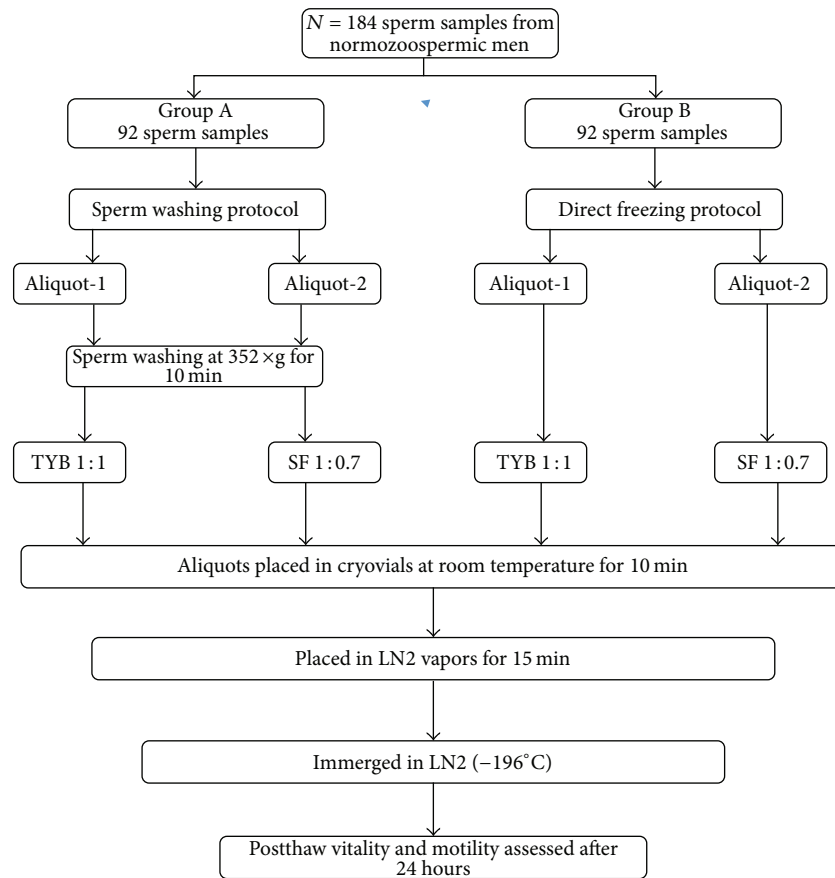 N = 184 sperm samples from
normozoospermic men
Group A
92 sperm samples
Group B
92 sperm samples
Sperm washing protocol
Direct freezing protocol
Aliquot-1
Aliquot-2
Aliquot-1
Aliquot-2
Sperm washing at 352 ×g for
10 min
TYB 1 : 1
SF 1 : 0.7
TYB 1 : 1
SF 1 : 0.7
Aliquots placed in cryovials at room temperature for 10 min
Placed in LN2 vapors for 15 min
Immerged in LN2 (−196°C)
Postthaw vitality and motility assessed after
24 hours